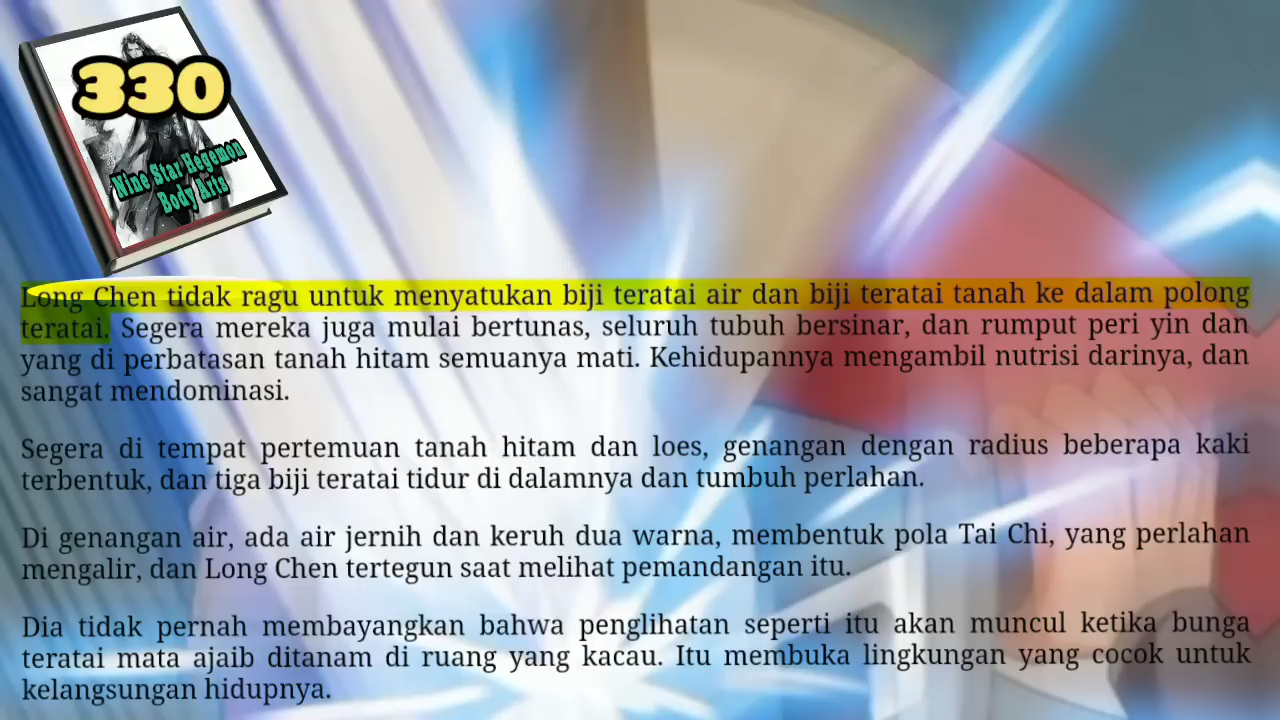 330
Nine Star Hegemon
Body Arts
Long Chen tidak ragu untuk menyatukan biji teratai air dan biji teratai tanah ke dalam polong
teratai. Segera mereka juga mulai bertunas, seluruh tubuh bersinar, dan rumput peri yin dan
yang di perbatasan tanah hitam semuanya mati. Kehidupannya mengambil nutrisi darinya, dan
sangat mendominasi.
Segera di tempat pertemuan tanah hitam dan loes, genangan dengan radius beberapa kaki
terbentuk, dan tiga biji teratai tidur di dalamnya dan tumbuh perlahan.
Di genangan air, ada air jernih dan keruh dua warna, membentuk pola Tai Chi, yang perlahan
mengalir, dan Long Chen tertegun saat melihat pemandangan itu.
Dia tidak pernah membayangkan bahwa penglihatan seperti itu akan muncul ketika bunga
teratai mata ajaib ditanam di ruang yang kacau. Itu membuka lingkungan yang cocok untuk
kelangsungan hidupnya.